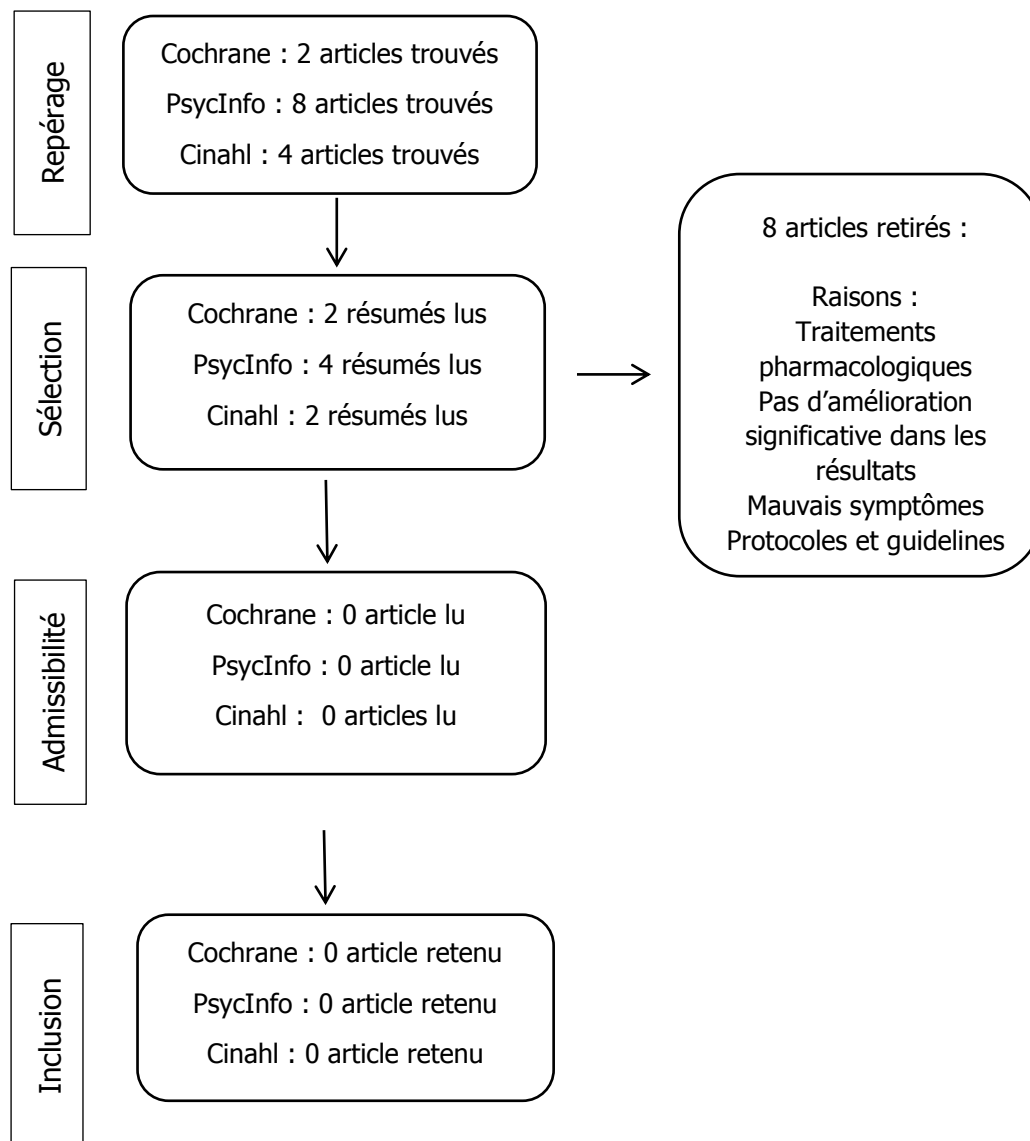 Repérage
Cochrane : 2 articles trouvés
PsycInfo : 8 articles trouvés
Cinahl : 4 articles trouvés
Sélection
Cochrane : 2 résumés lus
PsycInfo : 4 résumés lus
Cinahl : 2 résumés lus
8 articles retirés :
Raisons :
Traitements
pharmacologiques
Pas d’amélioration
significative dans les
résultats
Mauvais symptômes
Protocoles et guidelines
Admissibilité
Cochrane : 0 article lu
PsycInfo : 0 article lu
Cinahl : 0 articles lu
Inclusion
Cochrane : 0 article retenu
PsycInfo : 0 article retenu
Cinahl : 0 article retenu